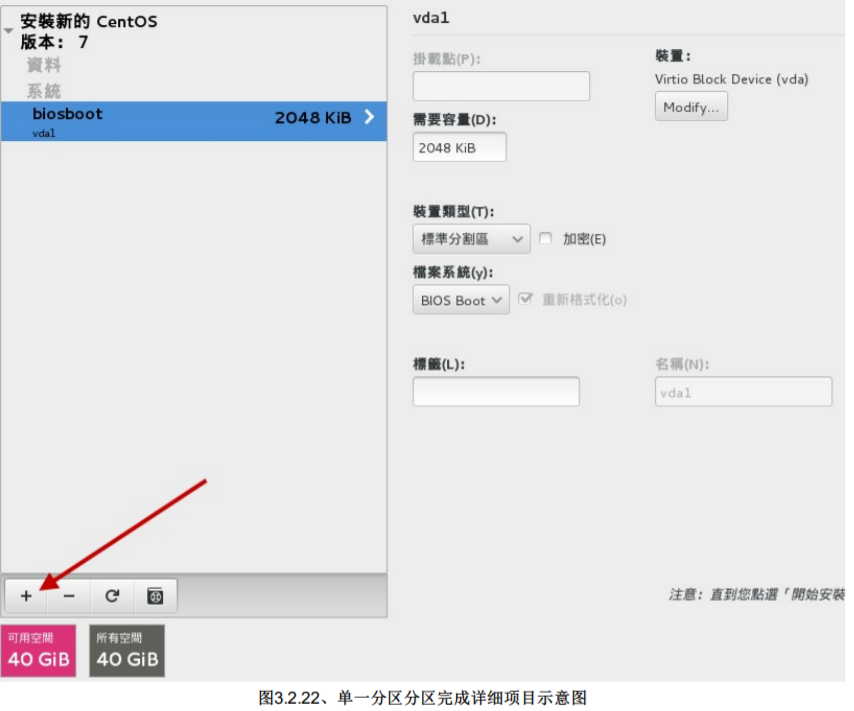 安裝新的 CentOS
版本： 7
資料
系統
biosboot 2048 KiB
vda1
可用空間
40 GiB
所有空間
40 GiB
vda1
掛載點(P):
裝置：
Virtio Block Device (vda)
Modify...
需要容量(D):
2048 KiB
裝置類型(T):
標準分割區
加密(E)
檔案系統(y):
BIOS Boot
重新格式化(o)
標籤(L):
名稱(N):
vda1
注意：直到您點選「開始安裝
图3.2.22、单一分区分区完成详细项目示意图